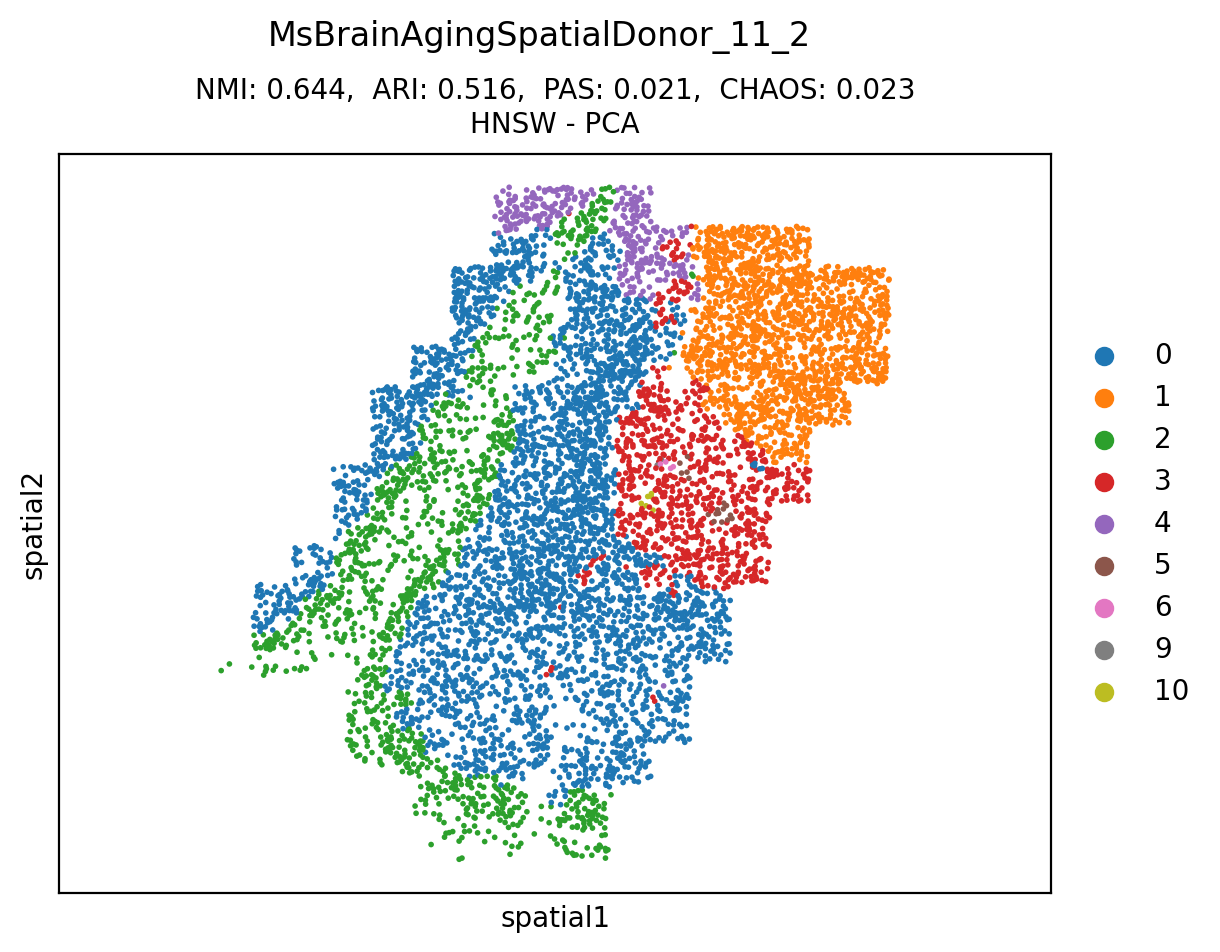 MsBrainAgingSpatialDonor_11_2
NMI: 0.644,  ARI: 0.516,  PAS: 0.021,  CHAOS: 0.023
HNSW - PCA
spatial2
spatial1
0
1
2
3
4
5
6
9
10